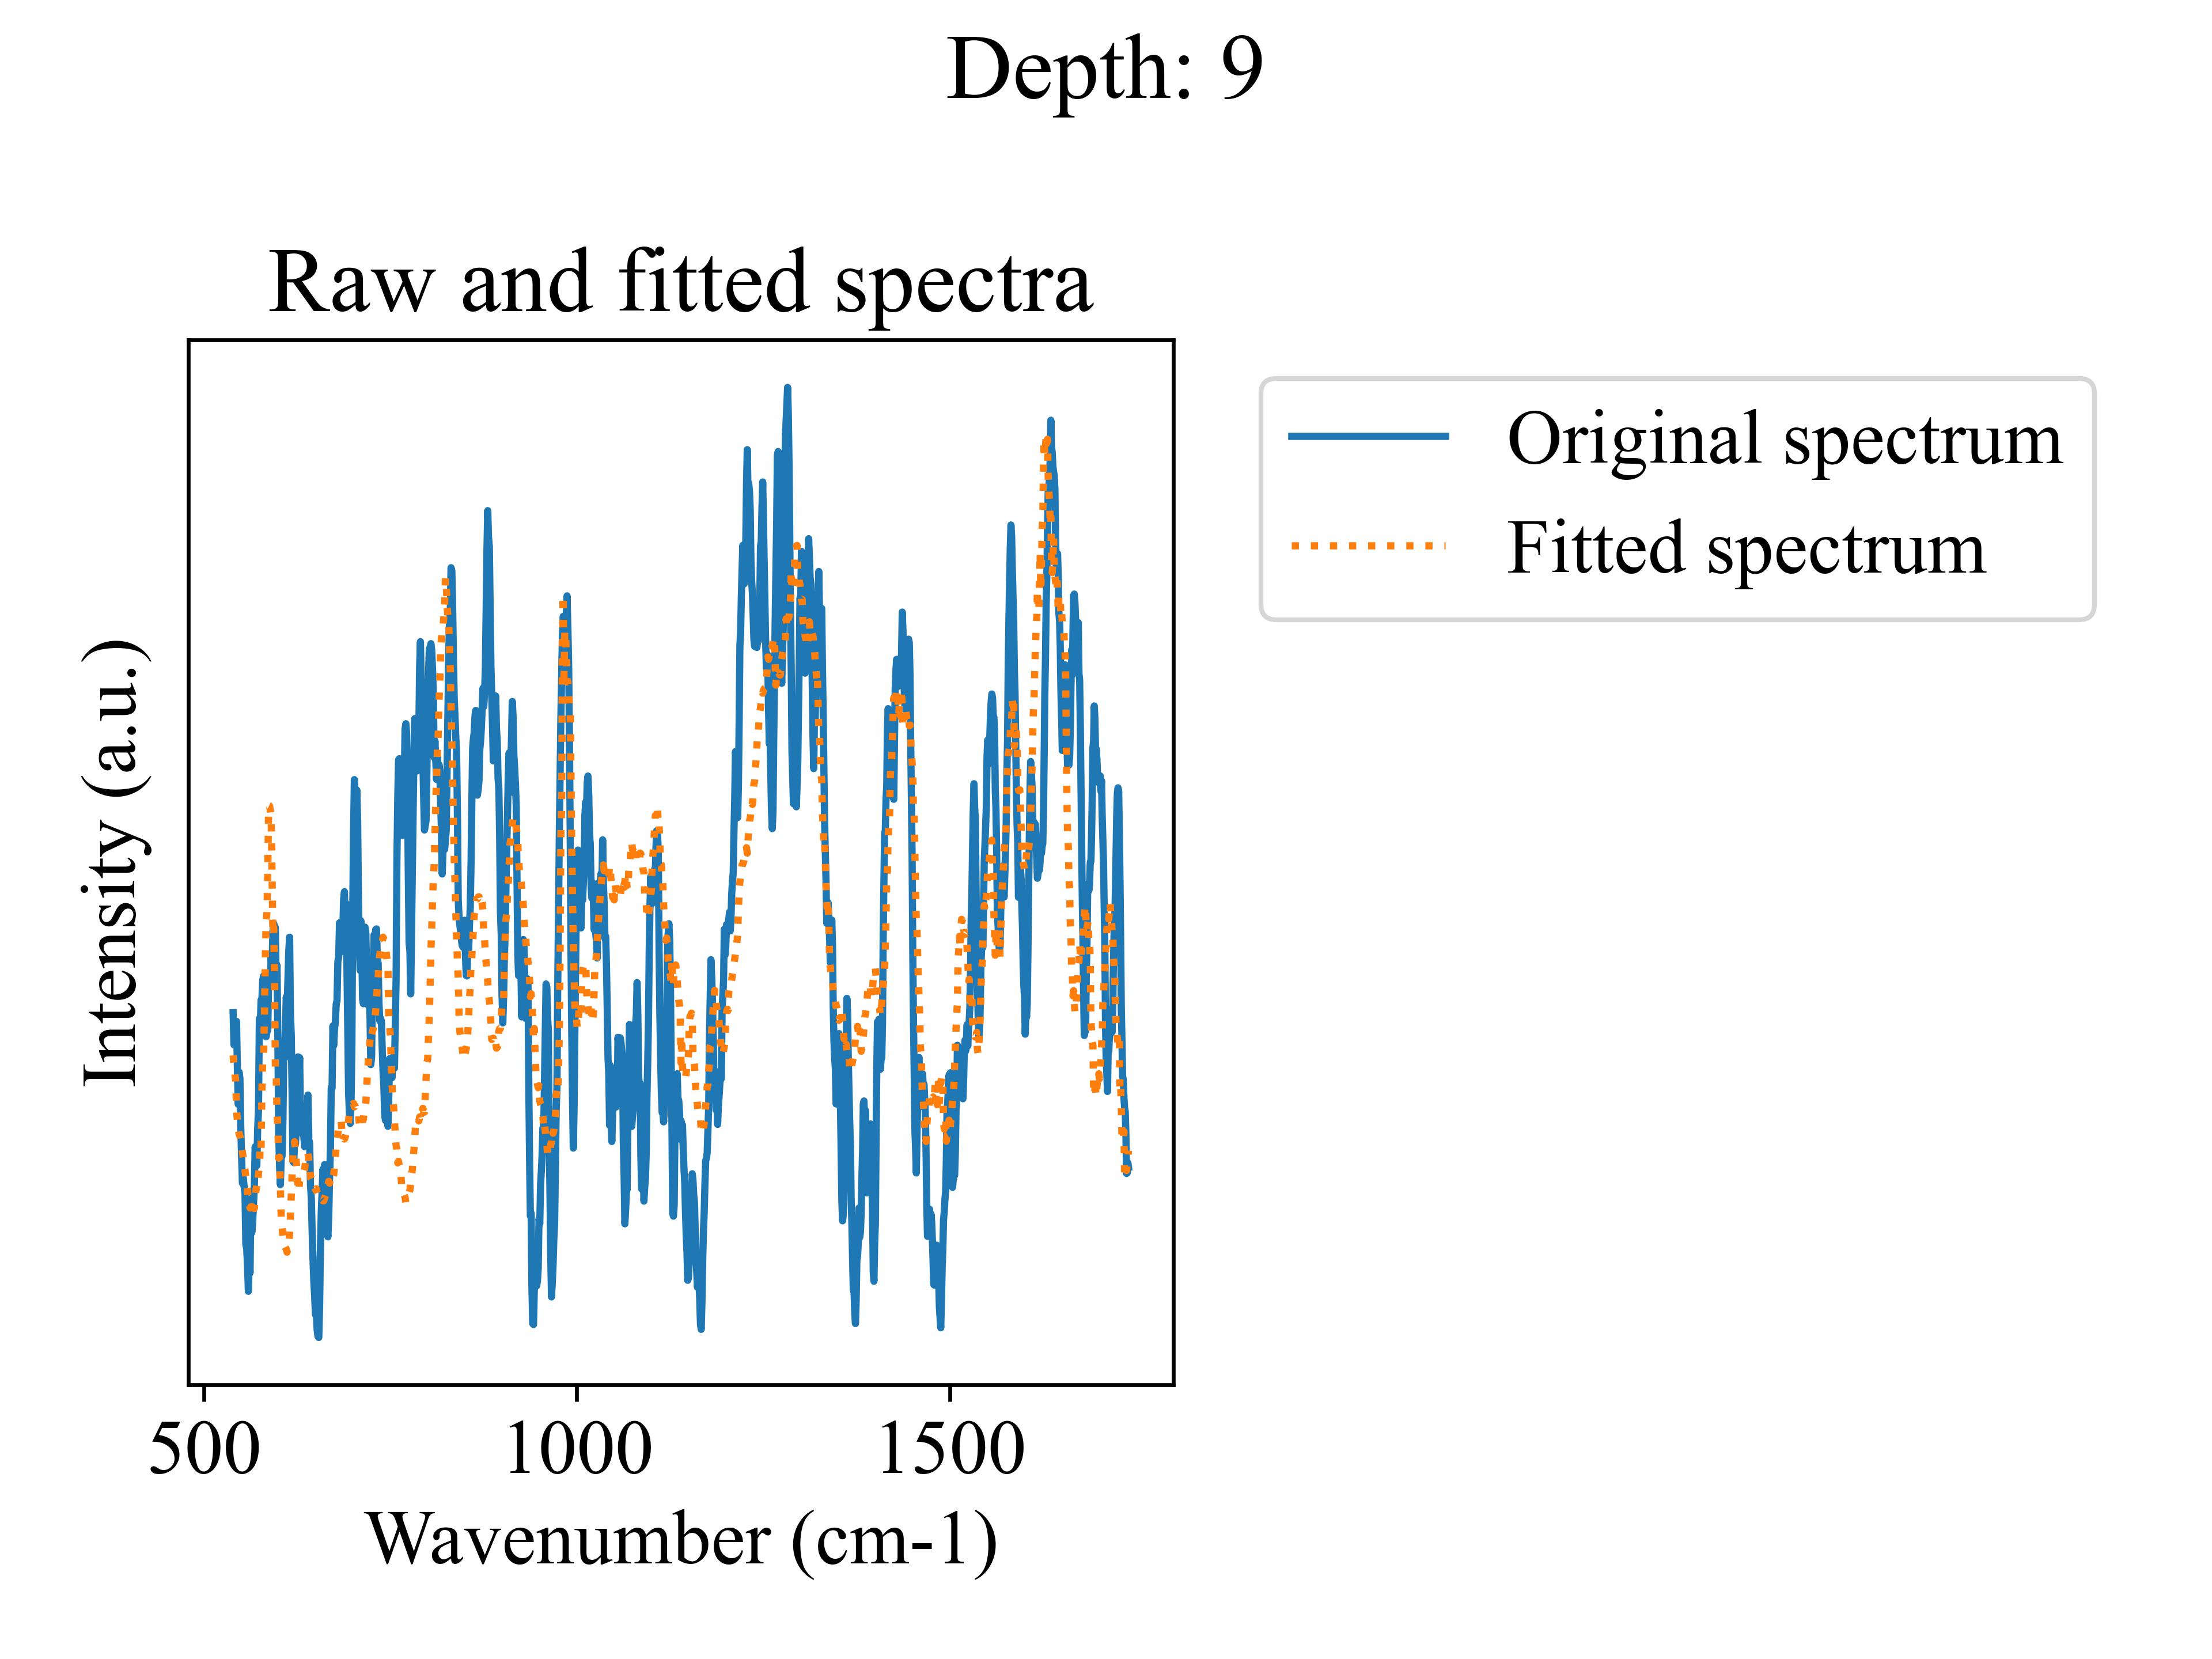 Depth: 9
Raw and fitted spectra
Original spectrum
Fitted spectrum
Intensity (a.u.)
500 1000 1500
Wavenumber (cm-1)